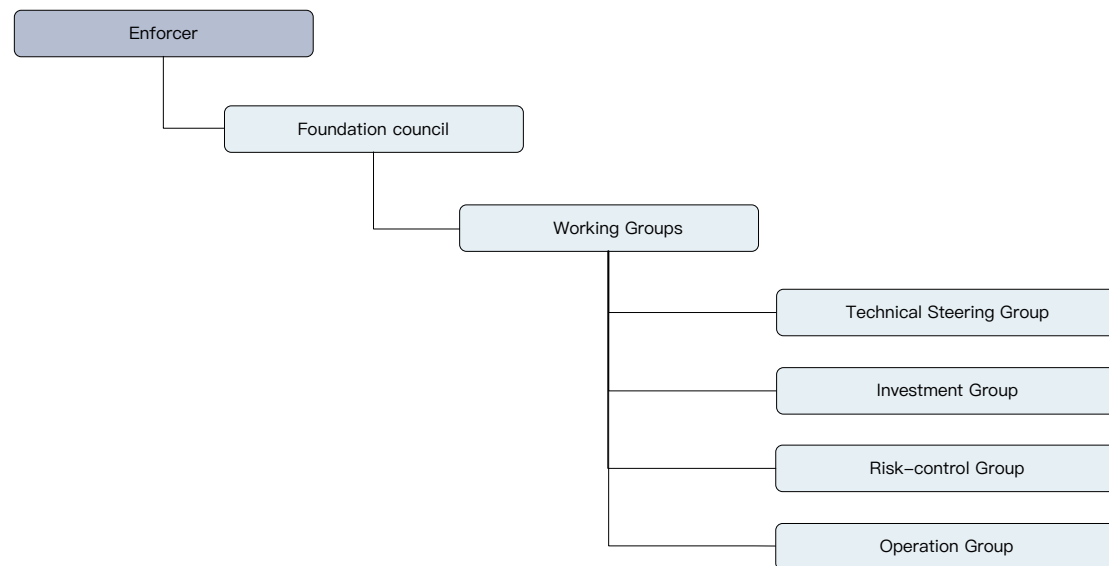 Enforcer
Foundation council
Working Groups
Technical Steering Group
Investment Group
Risk-control Group
Operation Group